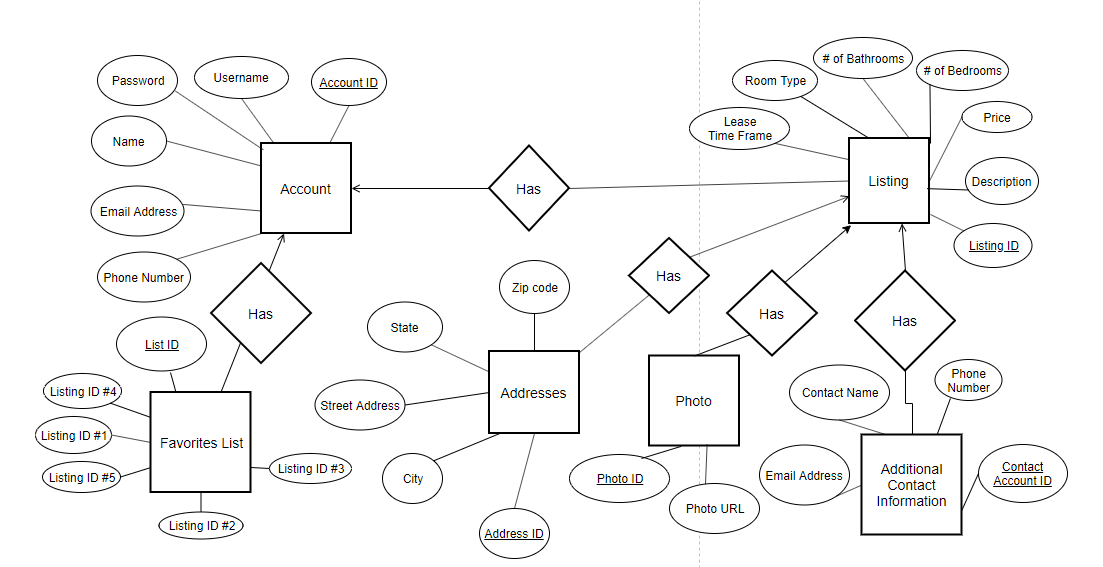 Password
Username
Account ID
Name
Email Address
Phone Number
Account
Has
Room Type
# of Bathrooms
# of Bedrooms
Lease
Time Frame
Price
Description
Listing ID
Listing
Has
Has
Has
Has
List ID
Listing ID #4
Listing ID #1
Listing ID #5
Listing ID #2
Listing ID #3
Favorites List
Zip code
State
Street Address
City
Address ID
Addresses
Photo
Photo ID
Photo URL
Contact Name
Phone
Number
Email Address
Additional
Contact
Information
Contact
Account ID